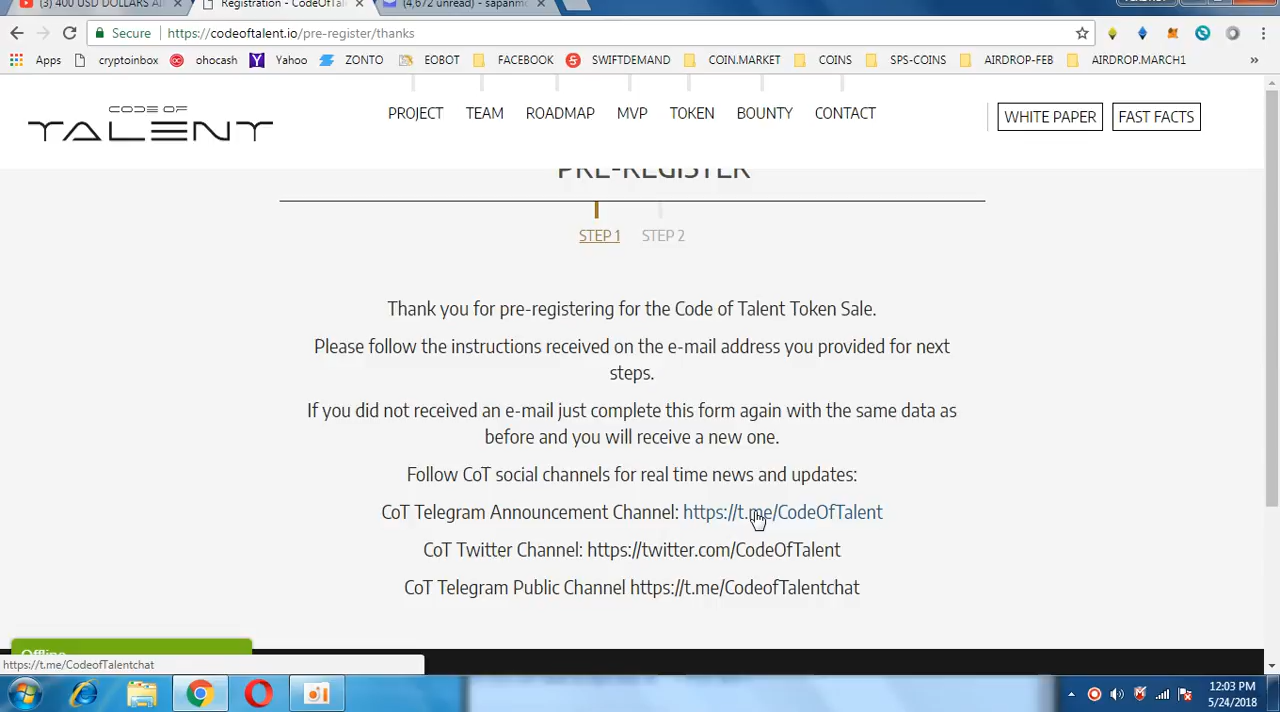 (3) 400 USD DOLLARS AI
Registration - CodeOfTal
(4,672 unread) - sapanmo
Secure
https://codeoftalent.io/pre-register/thanks
Apps
cryptoinbox
ohocash
Yahoo
ZONTO
EOBOT
FACEBOOK
SWIFTDEMAND
COIN.MARKET
COINS
SPS-COINS
AIRDROP-FEB
AIRDROP.MARCH1
»
CODE OF
TALENT
PROJECT
TEAM
ROADMAP
MVP
TOKEN
BOUNTY
CONTACT
WHITE PAPER
FAST FACTS
PRE-REGISTER
STEP 1
STEP 2
Thank you for pre-registering for the Code of Talent Token Sale.
Please follow the instructions received on the e-mail address you provided for next
steps.
If you did not received an e-mail just complete this form again with the same data as
before and you will receive a new one.
Follow CoT social channels for real time news and updates:
CoT Telegram Announcement Channel: https://t.me/CodeOfTalent
CoT Twitter Channel: https://twitter.com/CodeOfTalent
CoT Telegram Public Channel https://t.me/CodeofTalentchat
Offline
https://t.me/CodeofTalentchat
12:03 PM
5/24/2018